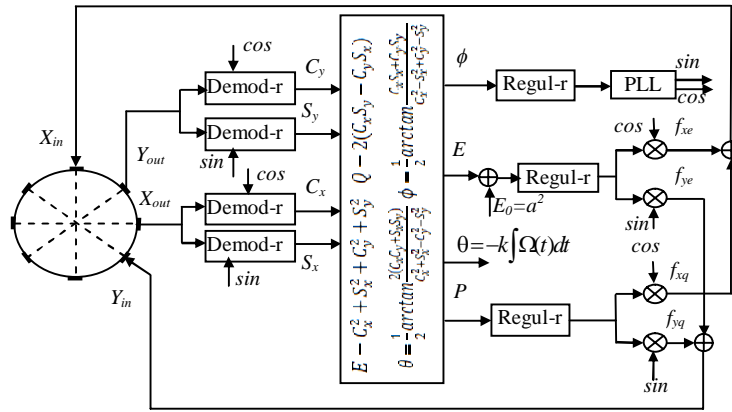 cos
C_y
Demod-r
S_y
Demod-r
sin
cos
C_x
Demod-r
Demod-r
S_x
sin
X_in
Y_out
X_out
Y_in
E − C_x^2 + S_x^2 + C_y^2 + S_y^2 Q − 2(C_xS_y − C_yS_x)
θ = 1/2 arctan 2(C_xC_y+S_xS_y)/C_x^2+S_x^2−C_y^2−S_y^2 ϕ = 1/2 arctan C_xS_x+C_yS_y/C_x^2−S_x^2+C_y^2−S_y^2
ϕ
Regul-r
PLL
sin
cos
E
Regul-r
E_0=a^2
cos
f_xe
f_ye
sin
θ=−k∫Ω(t)dt
P
Regul-r
cos
f_xq
f_yq
sin